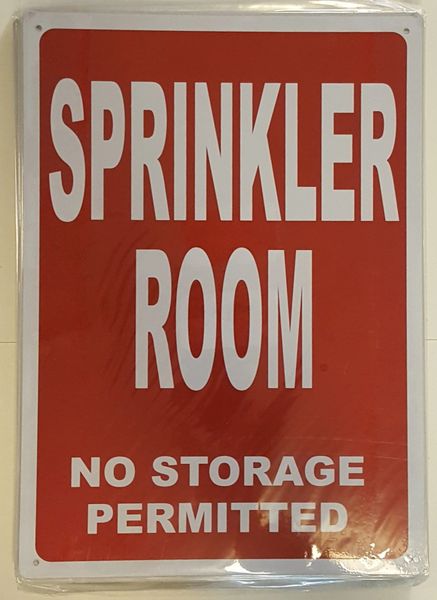 SPRINKLER
ROOM
NO STORAGE
PERMITTED